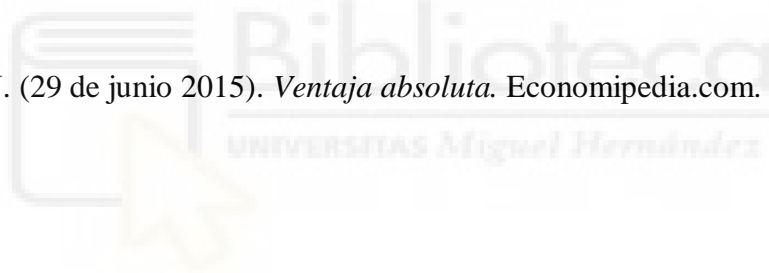 Biblioteca
. (29 de junio 2015). Ventaja absoluta. Economipedia.com.
UNIVERSITAS Miguel Hernández